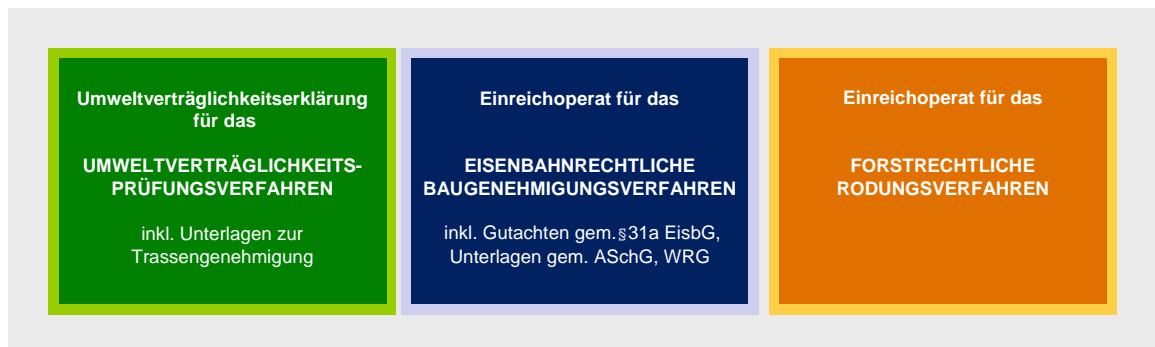 Umweltverträglichkeitserklärung
für das
UMWELTVERTRÄGLICHKEITS-
PRÜFUNGSVERFAHREN
inkl. Unterlagen zur
Trassengenehmigung
Einreichoperat für das
EISENBAHNRECHTLICHE
BAUGENEHMIGUNGSVERFAHREN
inkl. Gutachten gem.§31a EisbG,
Unterlagen gem. ASchG, WRG
Einreichoperat für das
FORSTRECHTLICHE
RODUNGSVERFAHREN